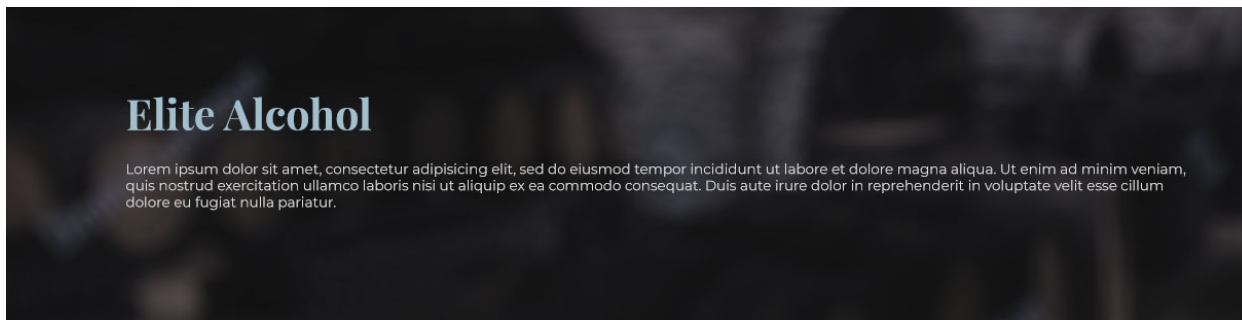 Elite Alcohol
Lorem ipsum dolor sit amet, consectetur adipisicing elit, sed do eiusmod tempor incididunt ut labore et dolore magna aliqua. Ut enim ad minim veniam,
quis nostrud exercitation ullamco laboris nisi ut aliquip ex ea commodo consequat. Duis aute irure dolor in reprehenderit in voluptate velit esse cillum
dolore eu fugiat nulla pariatur.